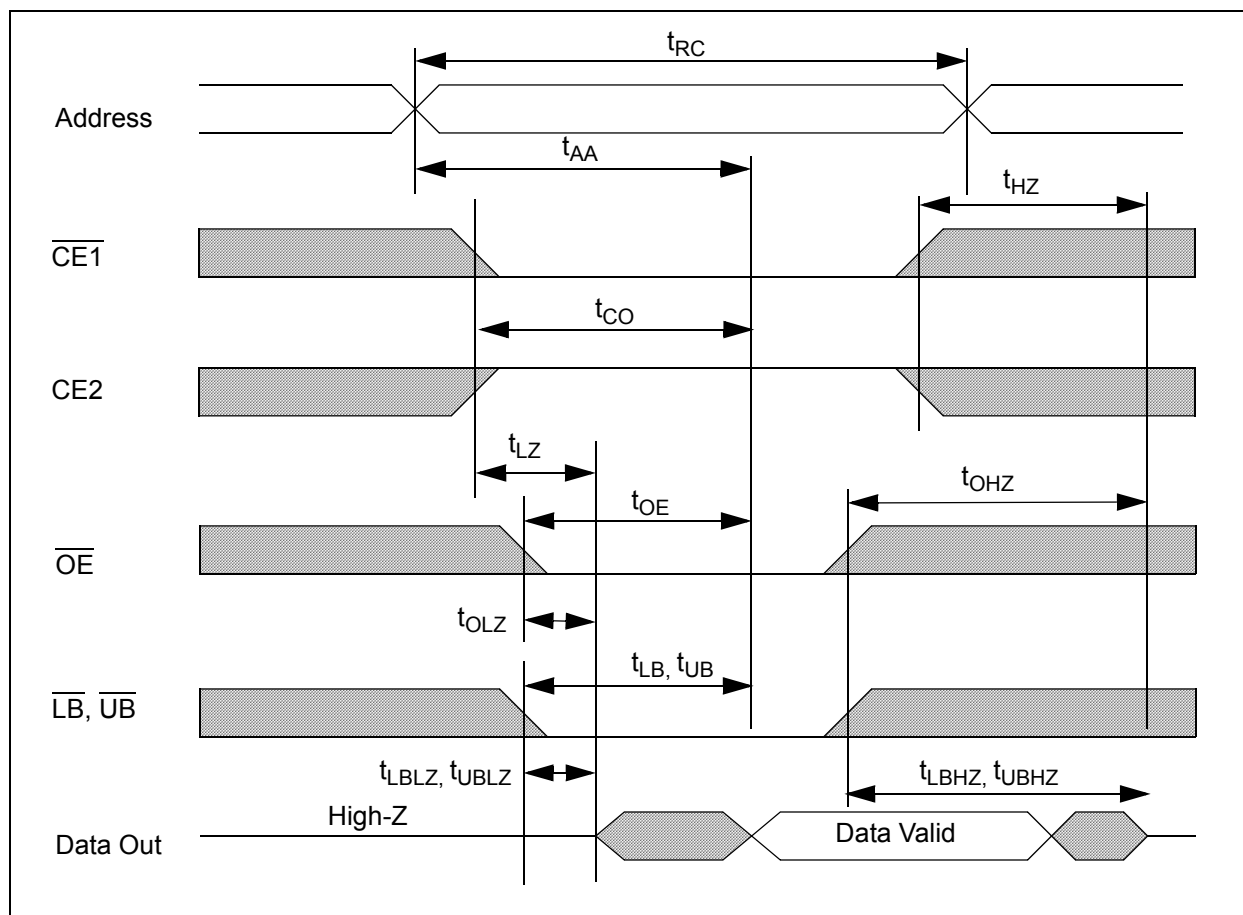 tRC
Address
tAA
tHZ
CE1
tCO
CE2
tLZ
tOHZ
tOE
OE
tOLZ
tLB, tUB
LB, UB
tLBLZ, tUBLZ
tLBHZ, tUBHZ
High-Z
Data Valid
Data Out